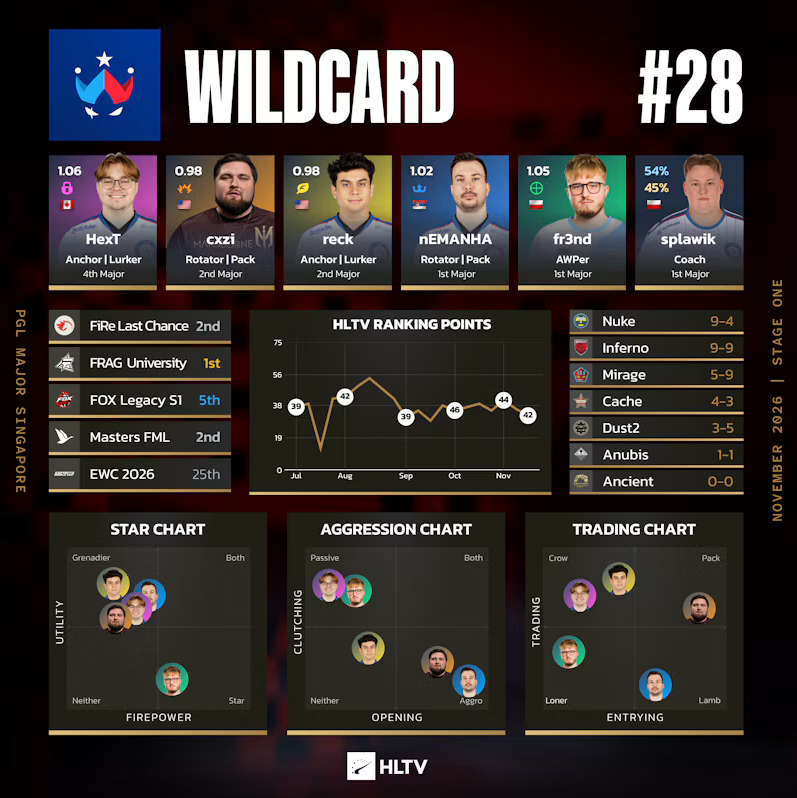 WILDCARD
#28
1.06
HexT
Anchor | Lurker
4th Major
0.98
cxzi
Rotator | Pack
2nd Major
0.98
reck
Anchor | Lurker
2nd Major
1.02
nEMANHA
Rotator | Pack
1st Major
1.05
fr3nd
AWPer
1st Major
54%
45%
splawik
Coach
1st Major
PGL MAJOR SINGAPORE
NOVEMBER 2026 | STAGE ONE
FiRe Last Chance 2nd
FRAG University 1st
FOX Legacy S1 5th
Masters FML 2nd
EWC 2026 25th
HLTV RANKING POINTS
75
56
38
19
0
39
42
39
46
44
42
Jul
Aug
Sep
Oct
Nov
Nuke 9-4
Inferno 9-9
Mirage 5-9
Cache 4-3
Dust2 3-5
Anubis 1-1
Ancient 0-0
STAR CHART
Grenadier
Both
UTILITY
Neither
Star
FIREPOWER
AGGRESSION CHART
Passive
Both
CLUTCHING
Neither
Aggro
OPENING
TRADING CHART
Crow
Pack
TRADING
Loner
Lamb
ENTRYING
HLTV